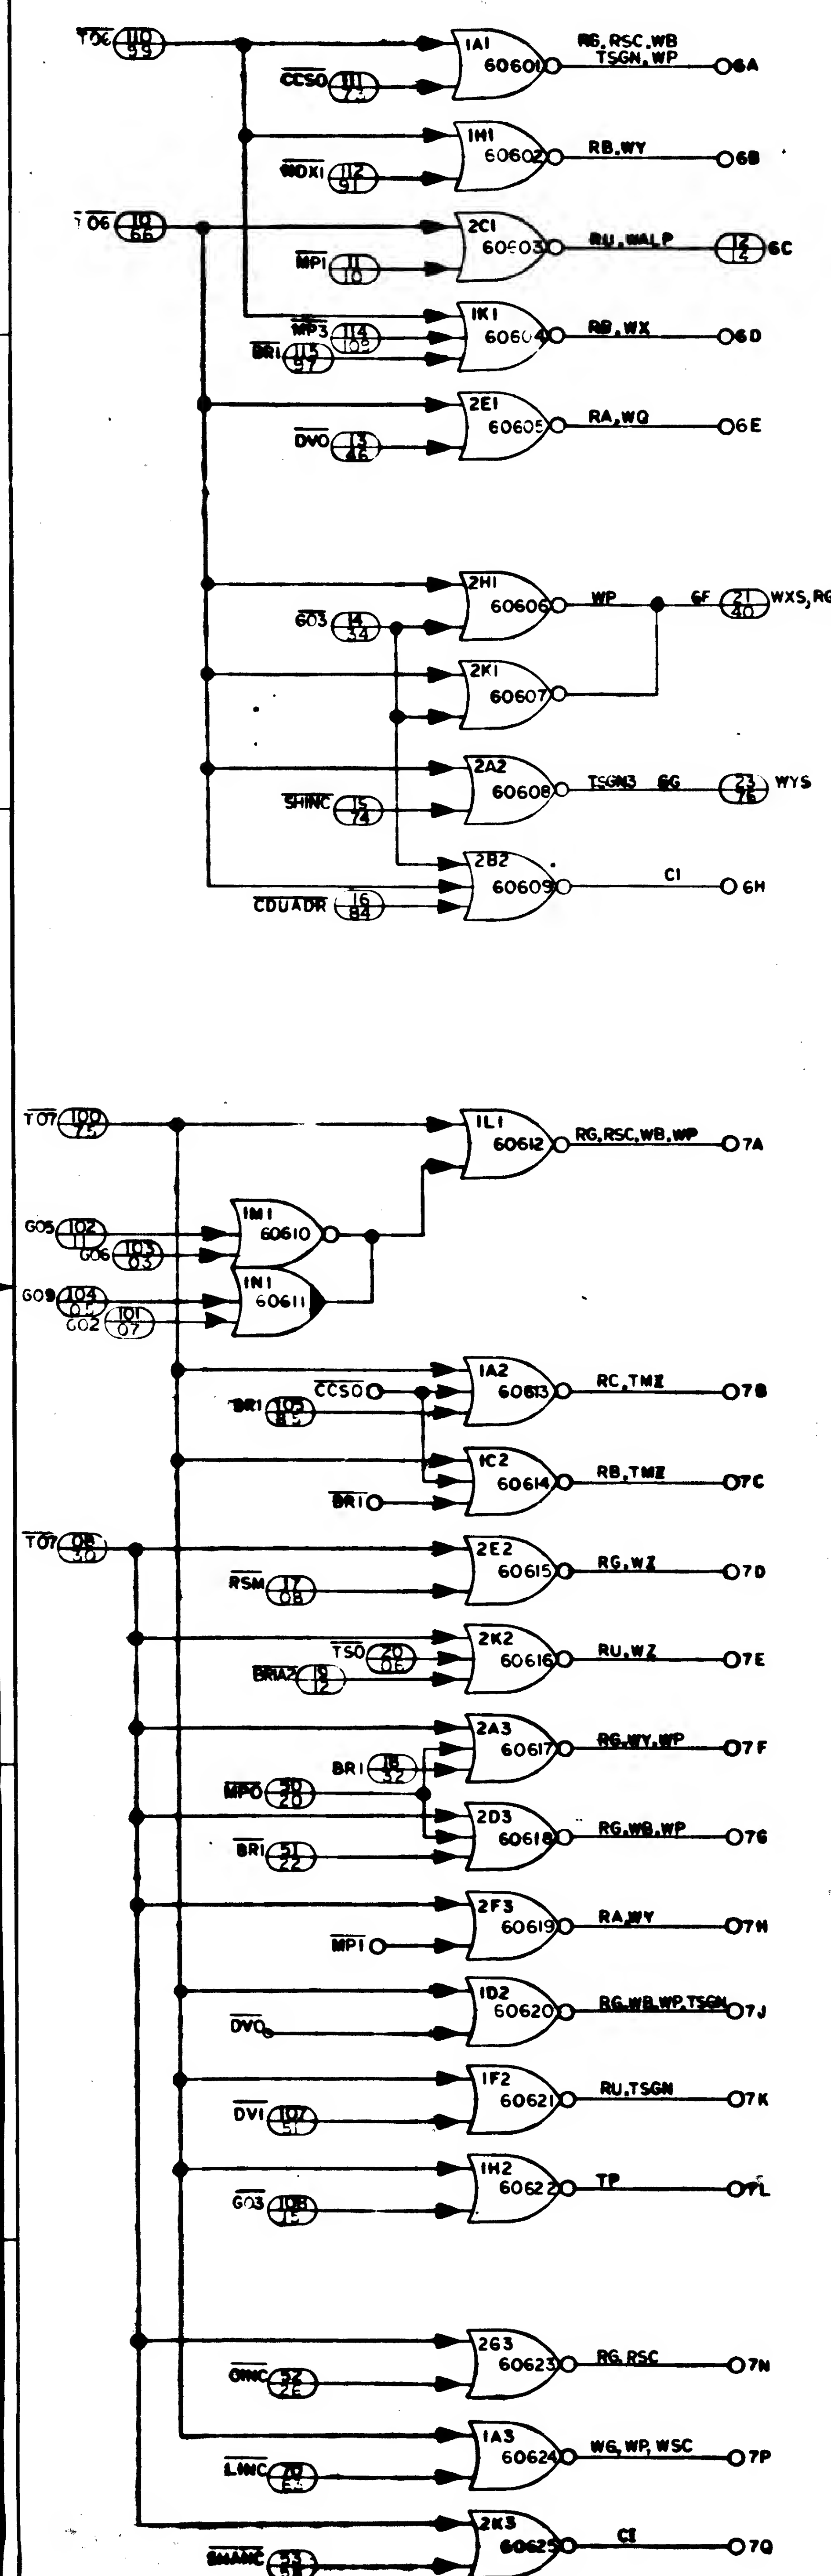 T06 110 99
1A1 60601
RG, RSC, WB
TSGN, WP
6A
CCS0 111 73
1H1 60602 RB, WY 6B
NDX1 112 91
T06 10 66
2C1 60603 RU, WALP 12 14 6C
MP1 11 10
1K1 60604 RB, WX 6D
MP3 114 109
BR1 115 97
2E1 60605 RA, WQ 6E
DVO 13 46
2H1 60606 WP 6F 21 40 WXS, RG
G03 14 34
2K1 60607
2A2 60608 TSGN3 6G 23 76 WYS
SHINC 15 74
2B2 60609 CI 6H
CDUADR 16 84
T07 100 75
1L1 60612 RG, RSC, WB, WP 7A
1M1 60610
G05 102 11
G06 103 03
1N1 60611
G09 104 05
G02 101 07
1A2 60613 RC, TMZ 7B
CCS0
BR1 105 85
1C2 60614 RB, TMZ 7C
BR1
T07 30
2E2 60615 RG, WZ 7D
RSM 17 08
2K2 60616 RU, WZ 7E
TS0 20 06
BR1A2 19 12
2A3 60617 RG, WY, WP 7F
BR1 18 32
MP0 50 20
2D3 60618 RG, WB, WP 7G
BR1 51 22
2F3 60619 RA, WY 7H
MP1
1D2 60620 RG, WB, WP, TSGN 7J
DVO
1F2 60621 RU, TSGN 7K
DV1 107 51
1H2 60622 TP 7L
G03 108 15
2G3 60623 RG, RSC 7N
52
1A3 60624 WG, WP, WSC 7P
LINC 70
2K3 60625 CI 7Q
53